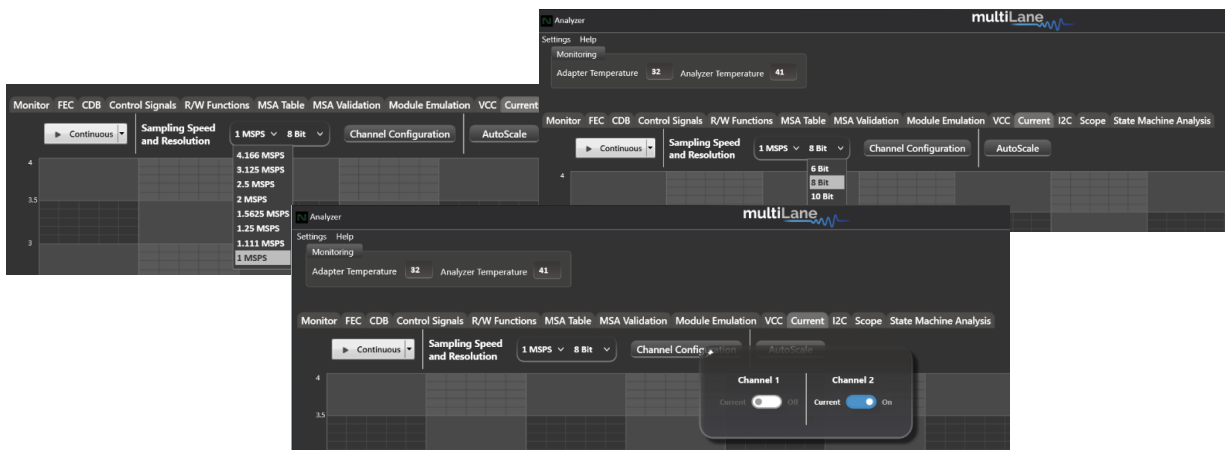 Monitor FEC CDB Control Signals R/W Functions MSA Table MSA Validation Module Emulation VCC Current
Continuous
Sampling Speed
and Resolution
1 MSPS 8 Bit
Channel Configuration
AutoScale
4.166 MSPS
3.125 MSPS
2.5 MSPS
2 MSPS
1.5625 MSPS
1.25 MSPS
1.111 MSPS
1 MSPS
4
3.5
3
Analyzer
multiLane
Settings Help
Monitoring
Adapter Temperature 32 Analyzer Temperature 41
Monitor FEC CDB Control Signals R/W Functions MSA Table MSA Validation Module Emulation VCC Current I2C Scope State Machine Analysis
Continuous
Sampling Speed
and Resolution
1 MSPS 8 Bit
Channel Configuration
AutoScale
6 Bit
8 Bit
10 Bit
4
Analyzer
multiLane
Settings Help
Monitoring
Adapter Temperature 32 Analyzer Temperature 41
Monitor FEC CDB Control Signals R/W Functions MSA Table MSA Validation Module Emulation VCC Current I2C Scope State Machine Analysis
Continuous
Sampling Speed
and Resolution
1 MSPS 8 Bit
Channel Configuration
AutoScale
Channel 1 Channel 2
Current Off Current On
4
3.5